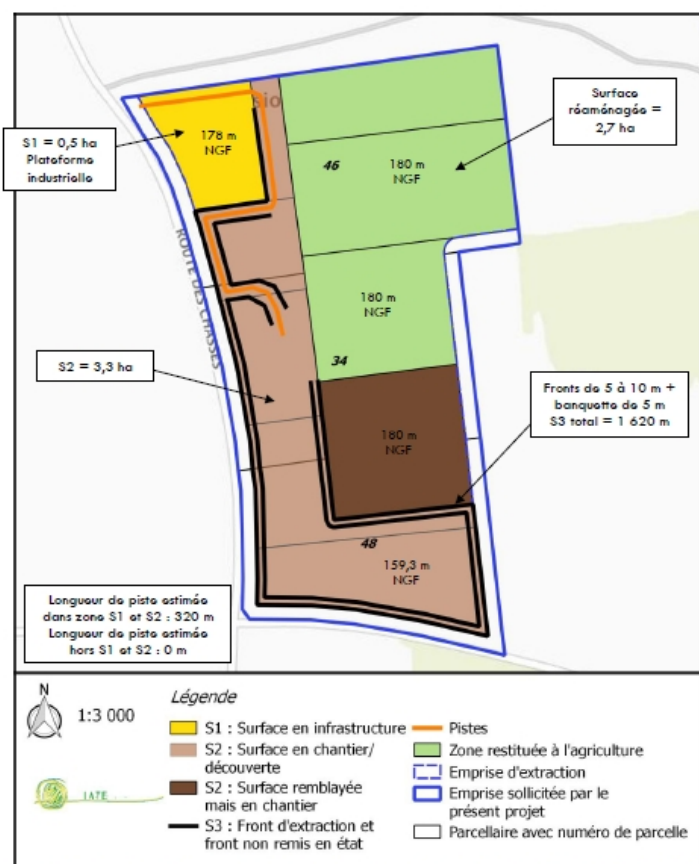 Surface
réaménagée =
2,7 ha
S1 = 0,5 ha
Plateforme
industrielle
178 m
NGF
46
180 m
NGF
ROUTE DES CHASSES
180 m
NGF
34
S2 = 3,3 ha
Fronts de 5 à 10 m +
banquette de 5 m
S3 total = 1 620 m
180 m
NGF
48
159,3 m
NGF
Longueur de piste estimée
dans zone S1 et S2 : 320 m
Longueur de piste estimée
hors S1 et S2 : 0 m
N
1:3 000
Légende
S1 : Surface en infrastructure
S2 : Surface en chantier/
découverte
S2 : Surface remblayée
mais en chantier
S3 : Front d'extraction et
front non remis en état
Pistes
Zone restituée à l'agriculture
Emprise d'extraction
Emprise sollicitée par le
présent projet
Parcellaire avec numéro de parcelle